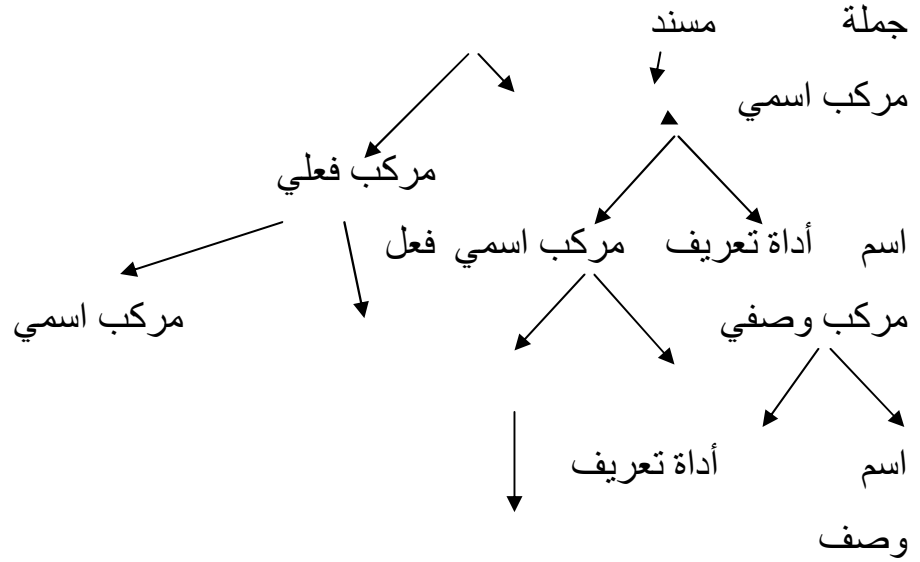 جملة مسند
مركب اسمي
مركب فعلي
اسم أداة تعريف مركب اسمي فعل
مركب وصفي مركب اسمي
اسم أداة تعريف
وصف